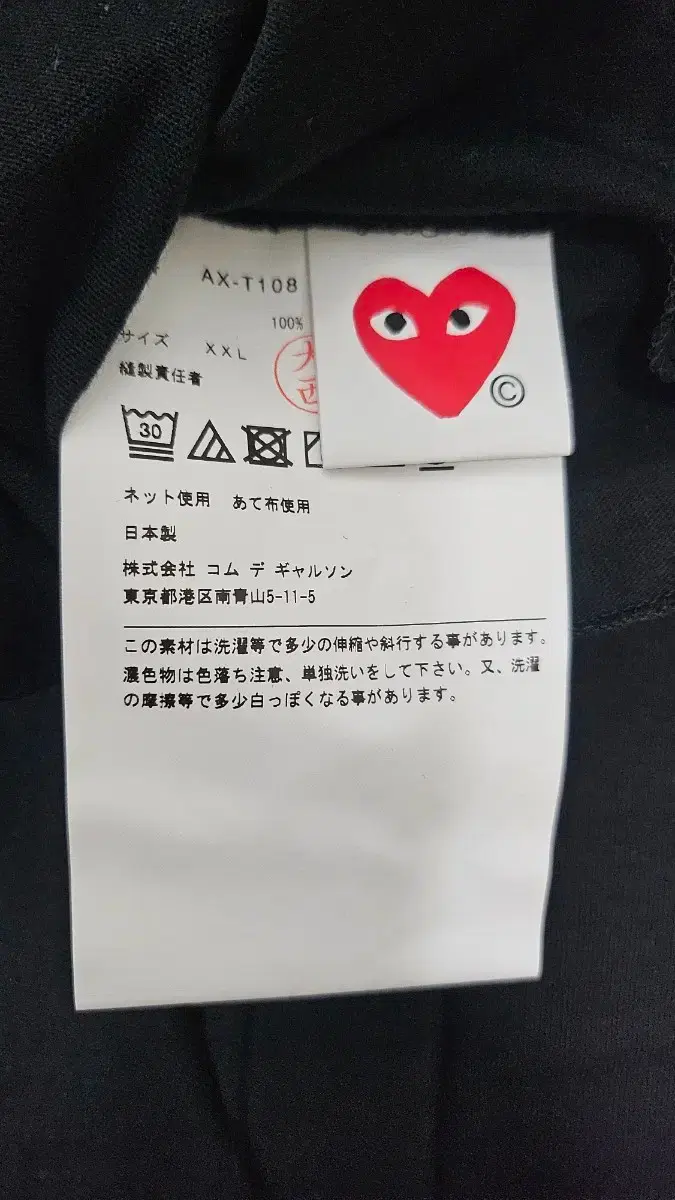 AX-T108
100%
サイズ XXL
縫製責任者
大西
30
ネット使用 あて布使用
日本製
株式会社 コム デ ギャルソン
東京都港区南青山5-11-5
この素材は洗濯等で多少の伸縮や斜行する事があります。
濃色物は色落ち注意、単独洗いをして下さい。又、洗濯
の摩擦等で多少白っぽくなる事があります。
©